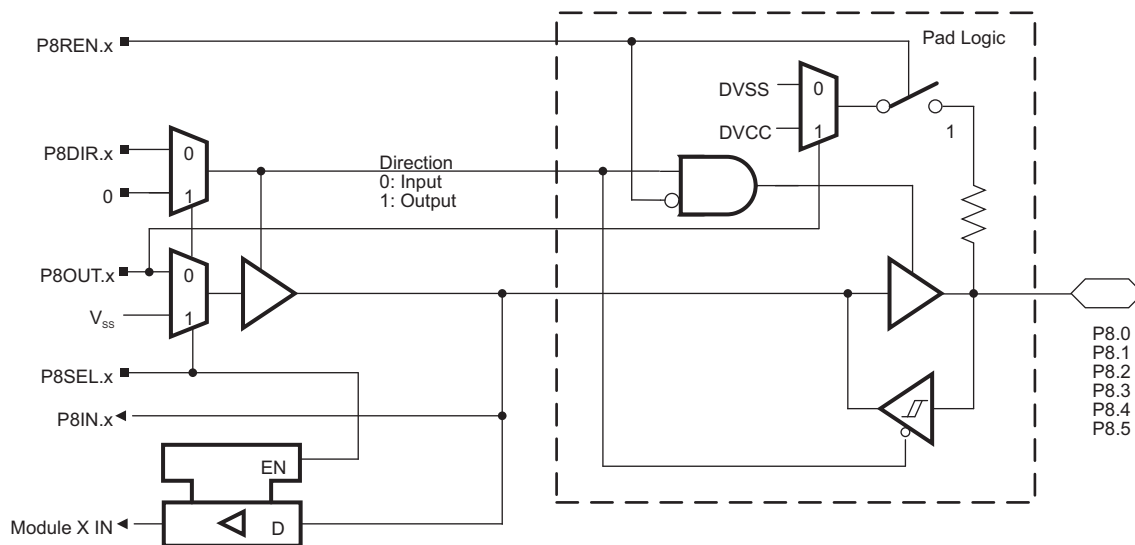 P8REN.x
Pad Logic
DVSS
0
DVCC
1
1
P8DIR.x
0
0
1
Direction
0: Input
1: Output
P8OUT.x
0
VSS
1
P8SEL.x
P8IN.x
EN
D
Module X IN
P8.0
P8.1
P8.2
P8.3
P8.4
P8.5